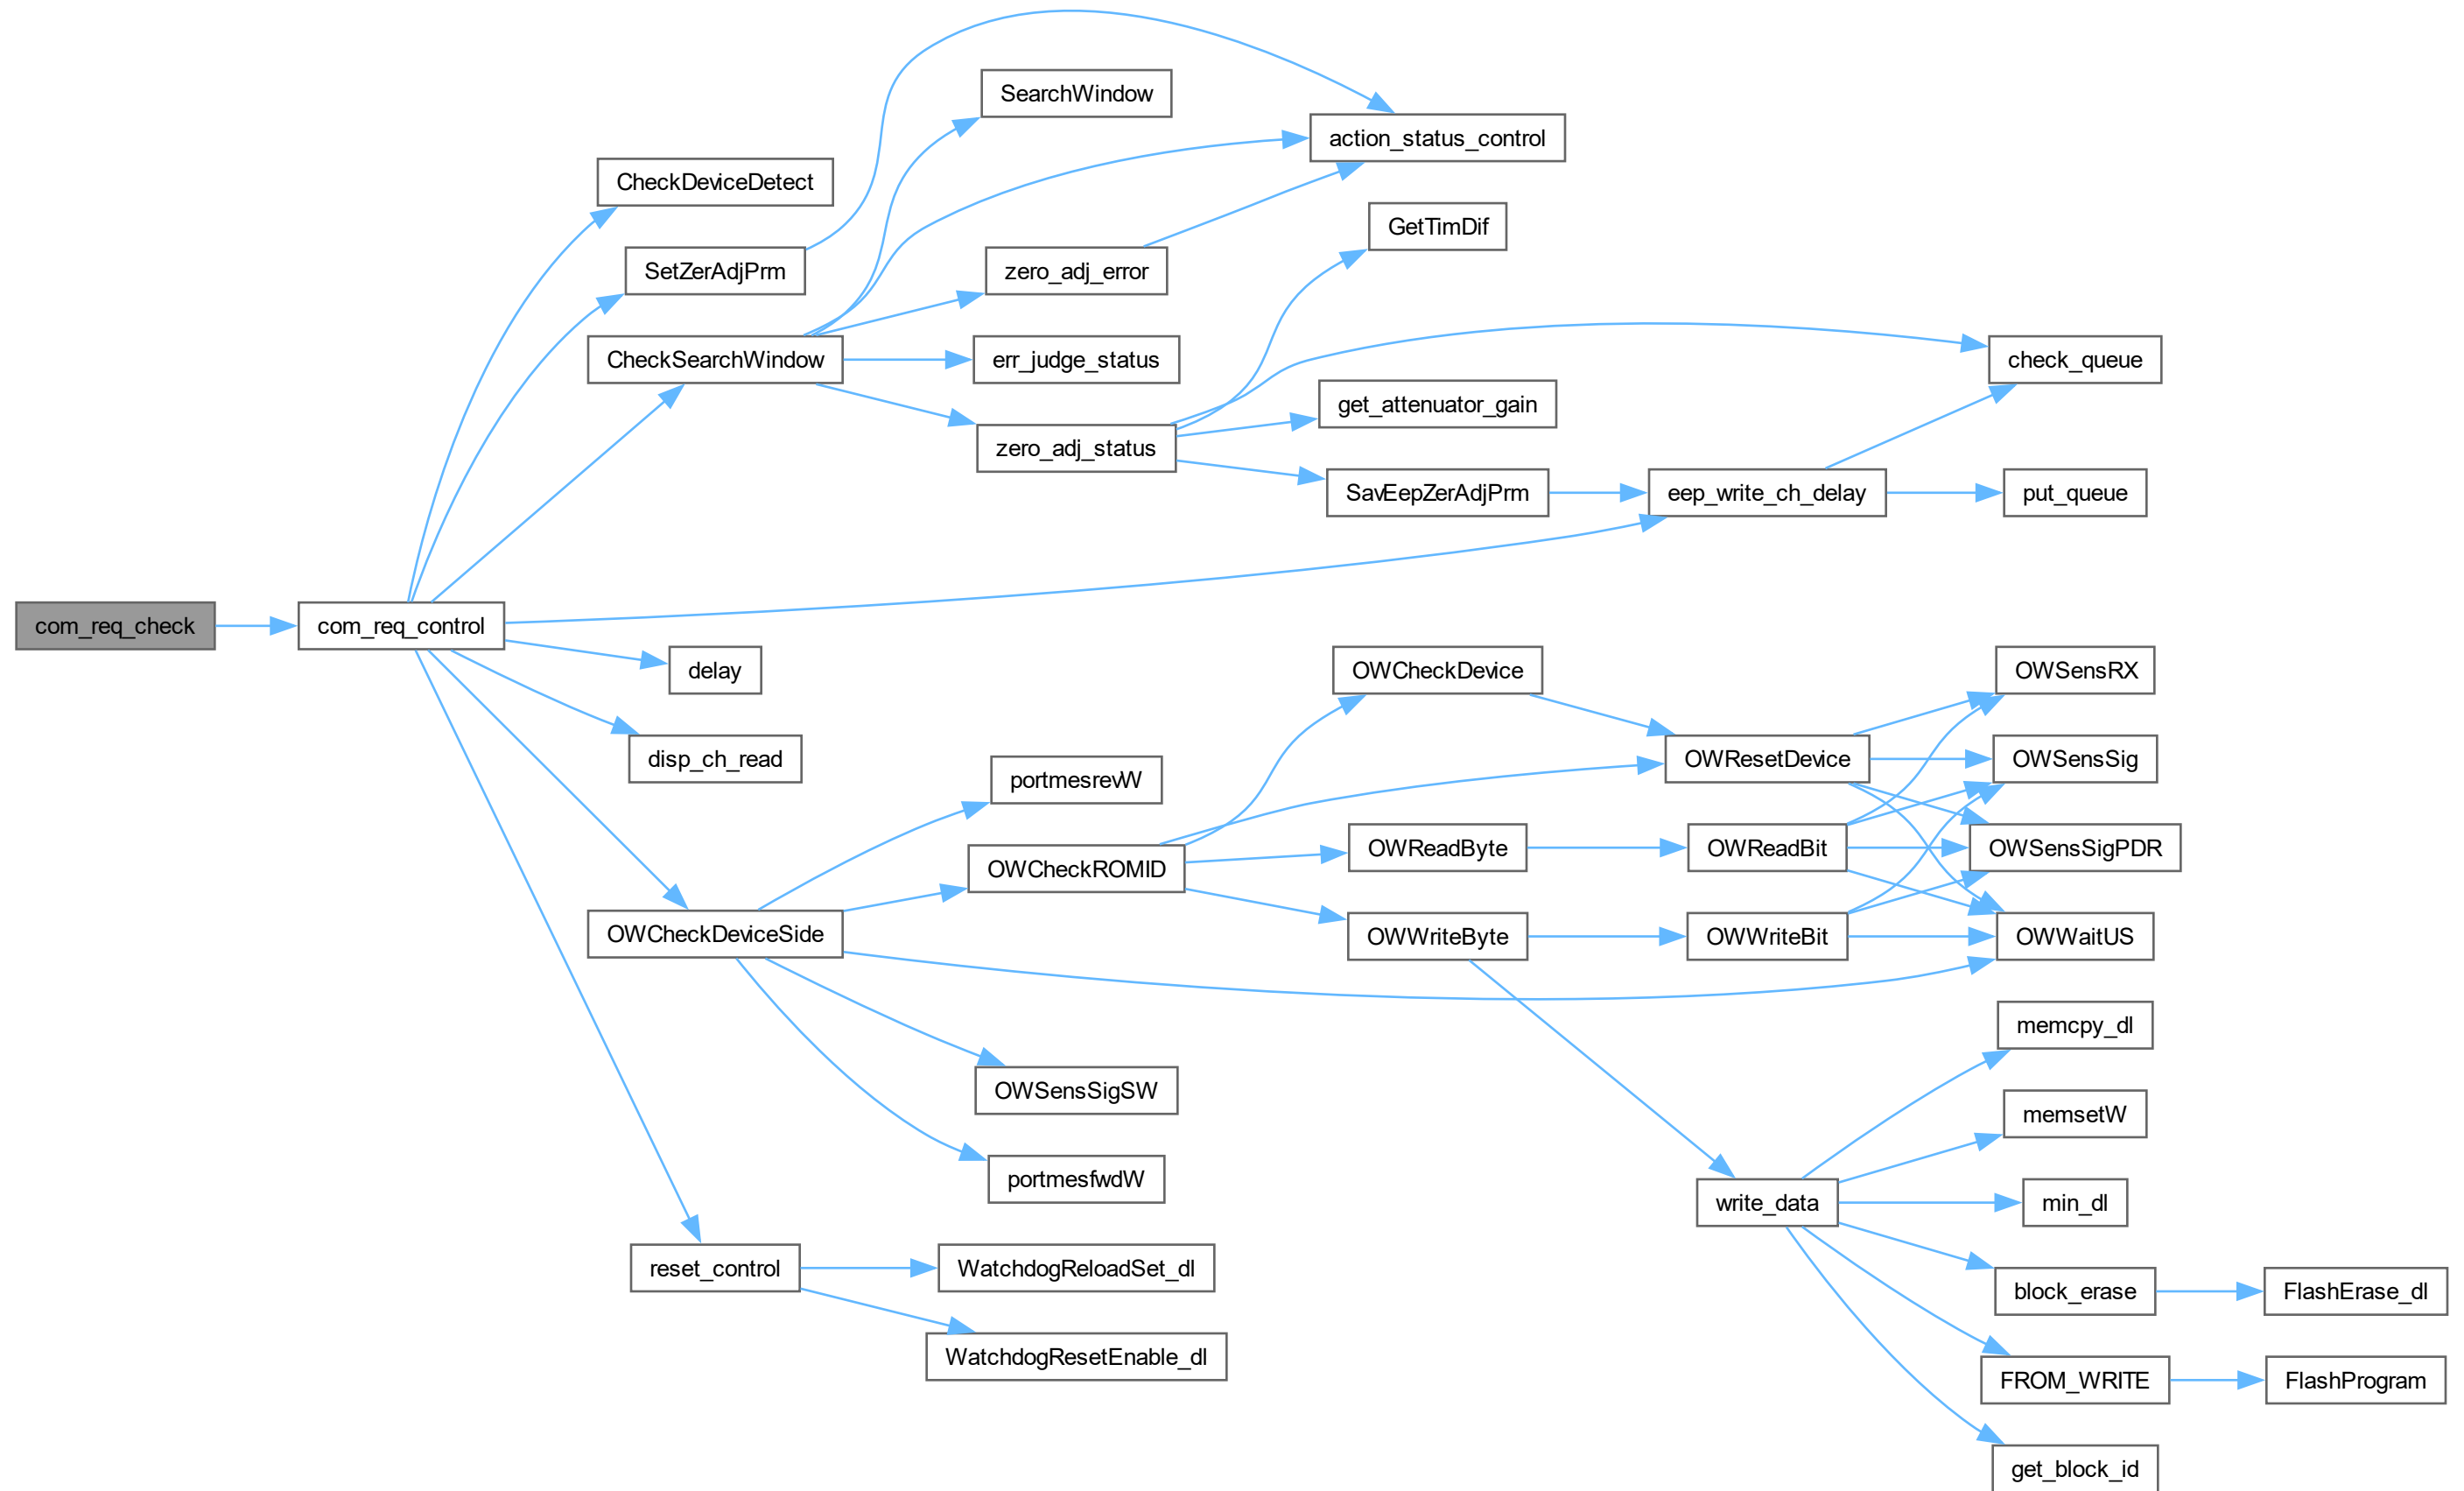 SearchWindow
action_status_control
CheckDeviceDetect
GetTimDif
SetZerAdjPrm
zero_adj_error
CheckSearchWindow
err_judge_status
check_queue
get_attenuator_gain
zero_adj_status
SavEepZerAdjPrm
eep_write_ch_delay
put_queue
com_req_check
com_req_control
delay
OWCheckDevice
OWSensRX
disp_ch_read
portmesrevW
OWResetDevice
OWSensSig
OWCheckROMID
OWReadByte
OWReadBit
OWSensSigPDR
OWCheckDeviceSide
OWWriteByte
OWWriteBit
OWWaitUS
memcpy_dl
OWSensSigSW
memsetW
portmesfwdW
write_data
min_dl
reset_control
WatchdogReloadSet_dl
block_erase
FlashErase_dl
WatchdogResetEnable_dl
FROM_WRITE
FlashProgram
get_block_id